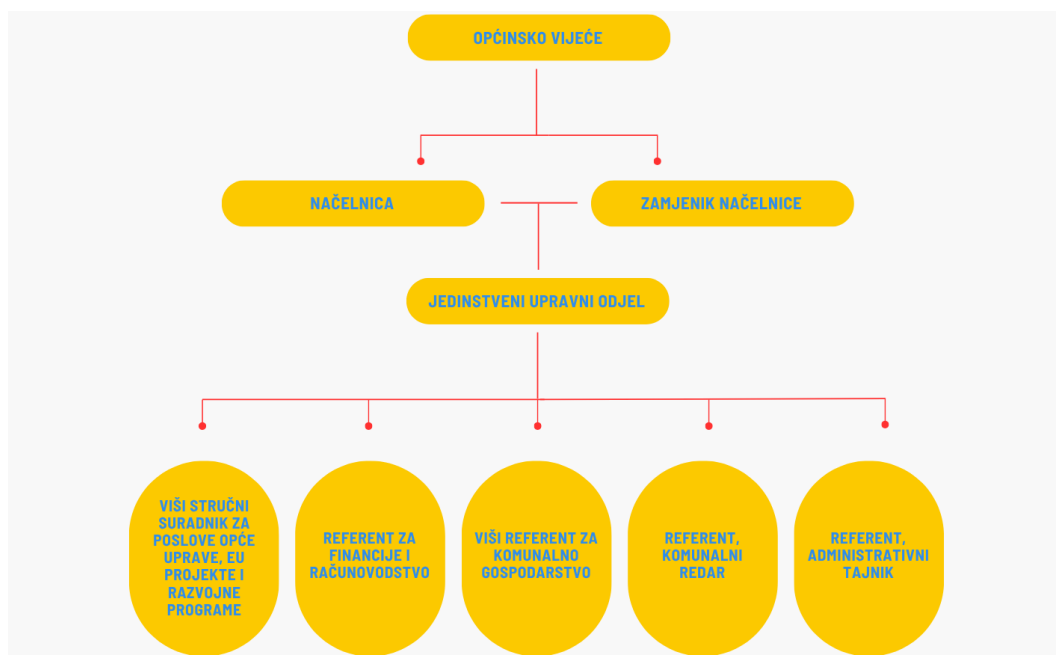 OPĆINSKO VIJEĆE
NAČELNICA
ZAMJENIK NAČELNICE
JEDINSTVENI UPRAVNI ODJEL
VIŠI STRUČNI
SURADNIK ZA
POSLOVE OPĆE
UPRAVE, EU
PROJEKTE I
RAZVOJNE
PROGRAME
REFERENT ZA
FINANCIJE I
RAČUNOVODSTVO
VIŠI REFERENT ZA
KOMUNALNO
GOSPODARSTVO
REFERENT,
KOMUNALNI
REDAR
REFERENT,
ADMINISTRATIVNI
TAJNIK